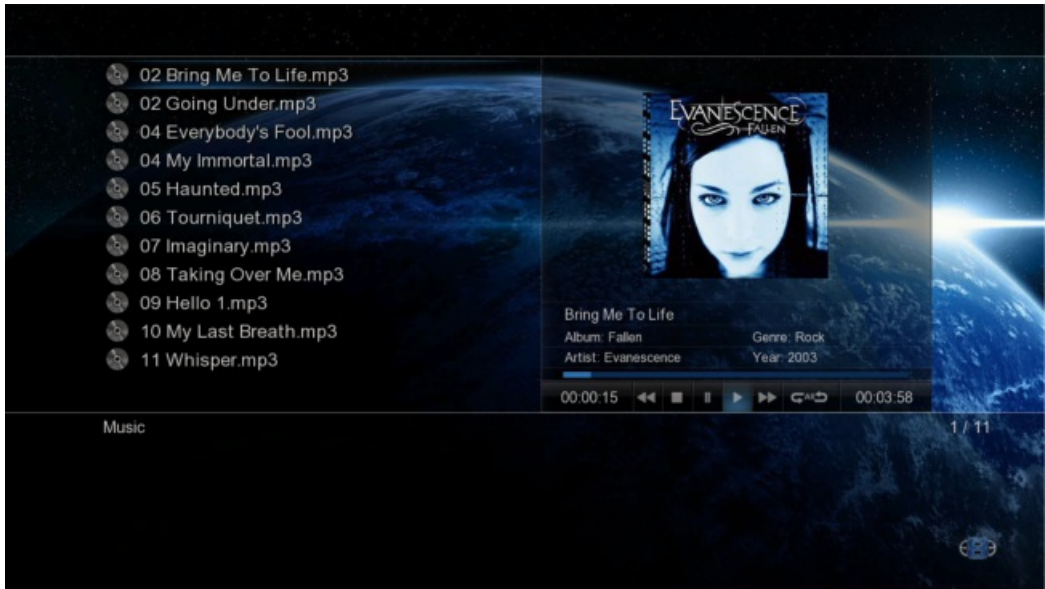 02 Bring Me To Life.mp3
02 Going Under.mp3
04 Everybody's Fool.mp3
04 My Immortal.mp3
05 Haunted.mp3
06 Tourniquet.mp3
07 Imaginary.mp3
08 Taking Over Me.mp3
09 Hello 1.mp3
10 My Last Breath.mp3
11 Whisper.mp3
EVANESCENCE
FALLEN
Bring Me To Life
Album: Fallen Genre: Rock
Artist: Evanescence Year: 2003
00:00:15 00:03:58
Music 1 / 11